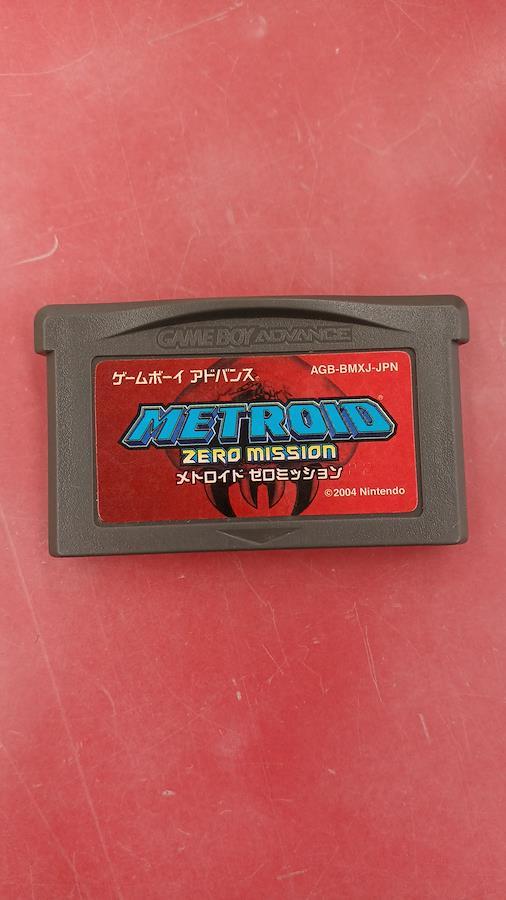 GAME BOY ADVANCE
ゲームボーイ アドバンス® AGB-BMXJ-JPN
METROID®
ZERO MISSION
メトロイド ゼロミッション
©2004 Nintendo